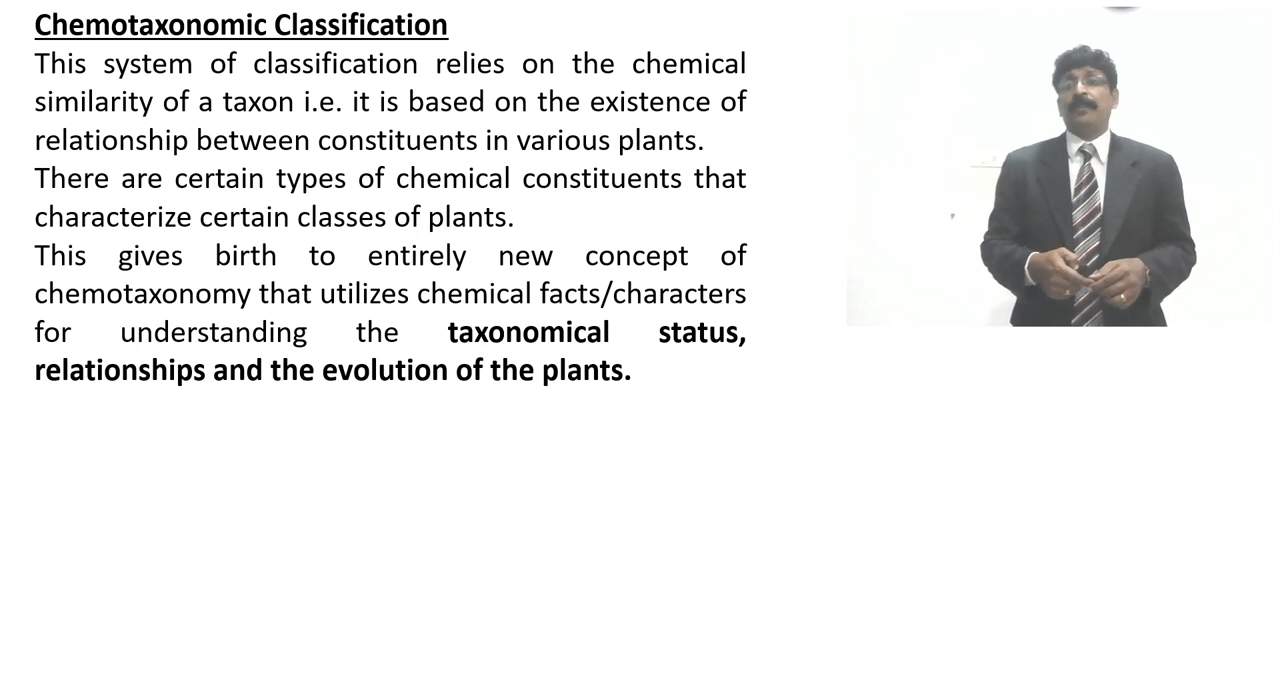 Chemotaxonomic Classification
This system of classification relies on the chemical
similarity of a taxon i.e. it is based on the existence of
relationship between constituents in various plants.
There are certain types of chemical constituents that
characterize certain classes of plants.
This gives birth to entirely new concept of
chemotaxonomy that utilizes chemical facts/characters
for understanding the taxonomical status,
relationships and the evolution of the plants.